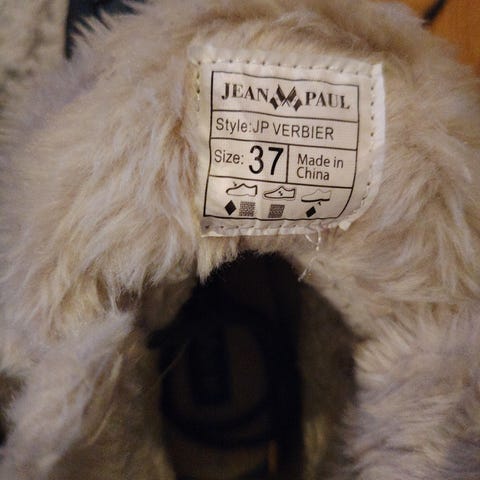 JEAN PAUL
Style:JP VERBIER
Size: 37
Made in
China